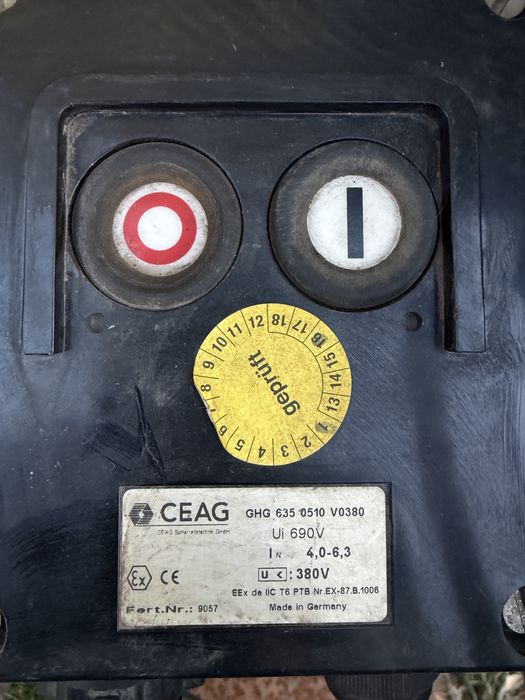 12 18 17 16 15 14 13 1 2 3 4 5 6 8 9 10 11
geprüft
CEAG GHG 635 0510 V0380
CEAG Sicherheitstechnik GmbH
Ui 690V
IN 4,0-6,3
U < : 380V
Ex CE
EEx de IIC T6 PTB Nr.EX-87.B.1006
Fert.Nr.: 9057 Made in Germany